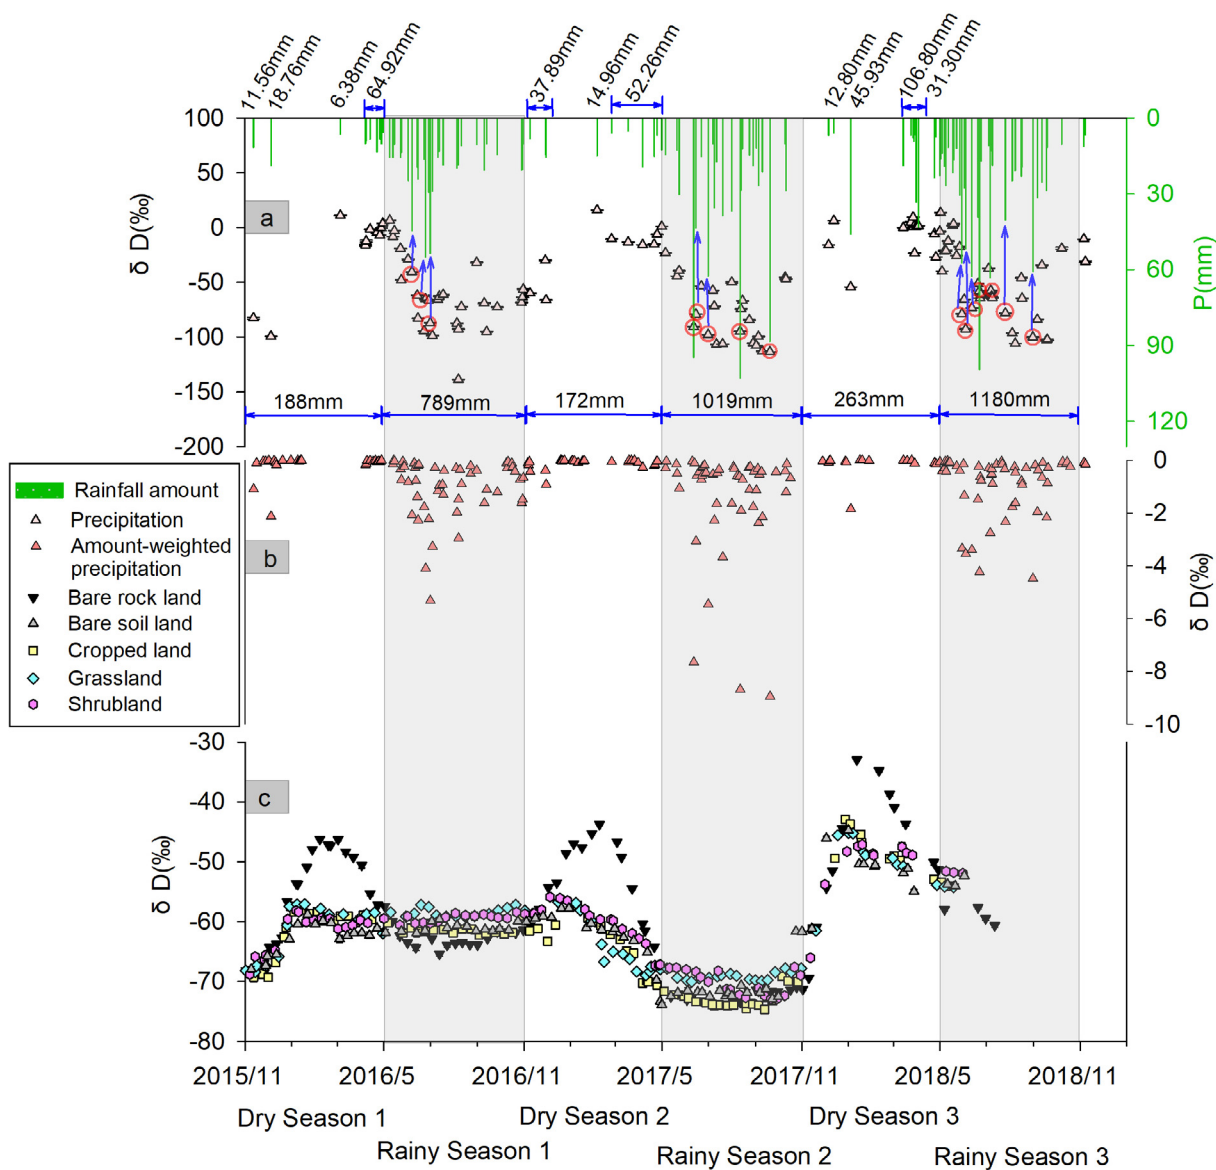 11.56mm
18.76mm
6.38mm
64.92mm
37.89mm
14.96mm
52.26mm
12.80mm
45.93mm
106.80mm
31.30mm
100
50
0
-50
-100
-150
-200
δ D(‰)
a
0
30
60
90
120
P(mm)
188mm
789mm
172mm
1019mm
263mm
1180mm
Rainfall amount
Precipitation
Amount-weighted
precipitation
Bare rock land
Bare soil land
Cropped land
Grassland
Shrubland
b
0
-2
-4
-6
-8
-10
δ D(‰)
-30
-40
-50
-60
-70
-80
δ D(‰)
c
2015/11
2016/5
2016/11
2017/5
2017/11
2018/5
2018/11
Dry Season 1
Dry Season 2
Dry Season 3
Rainy Season 1
Rainy Season 2
Rainy Season 3